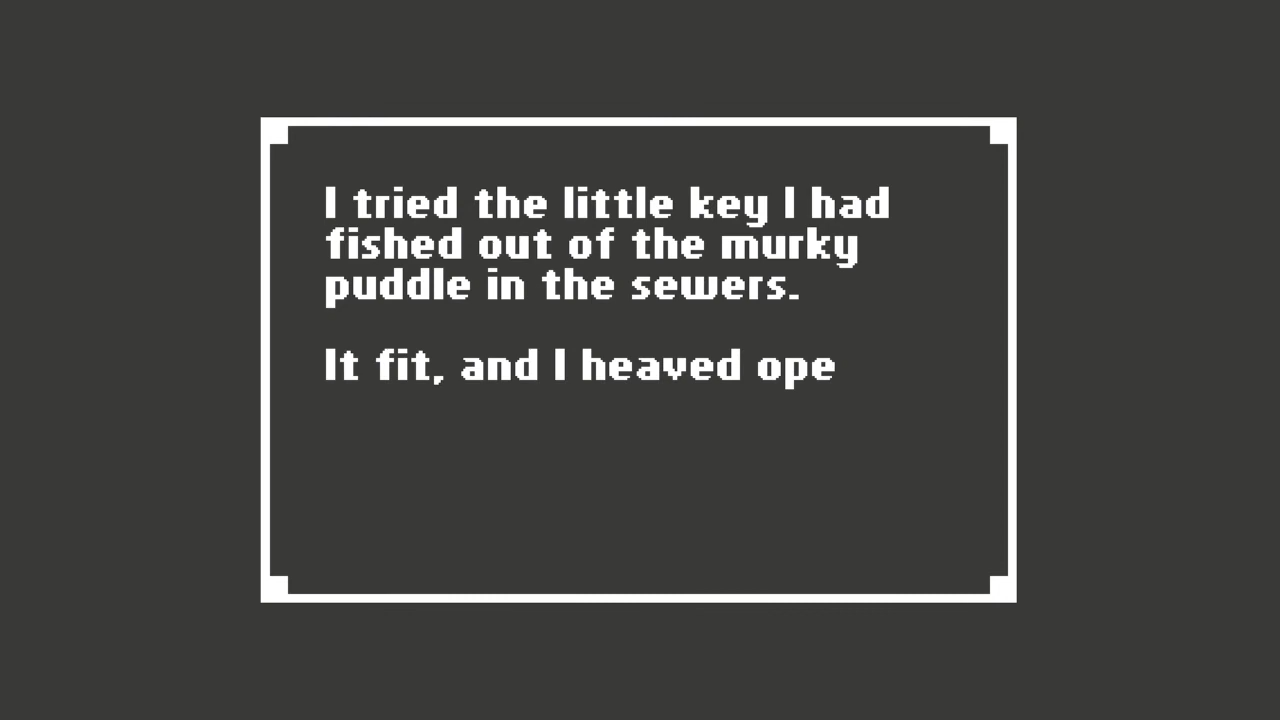 I tried the little key I had
fished out of the murky
puddle in the sewers.
It fit, and I heaved ope